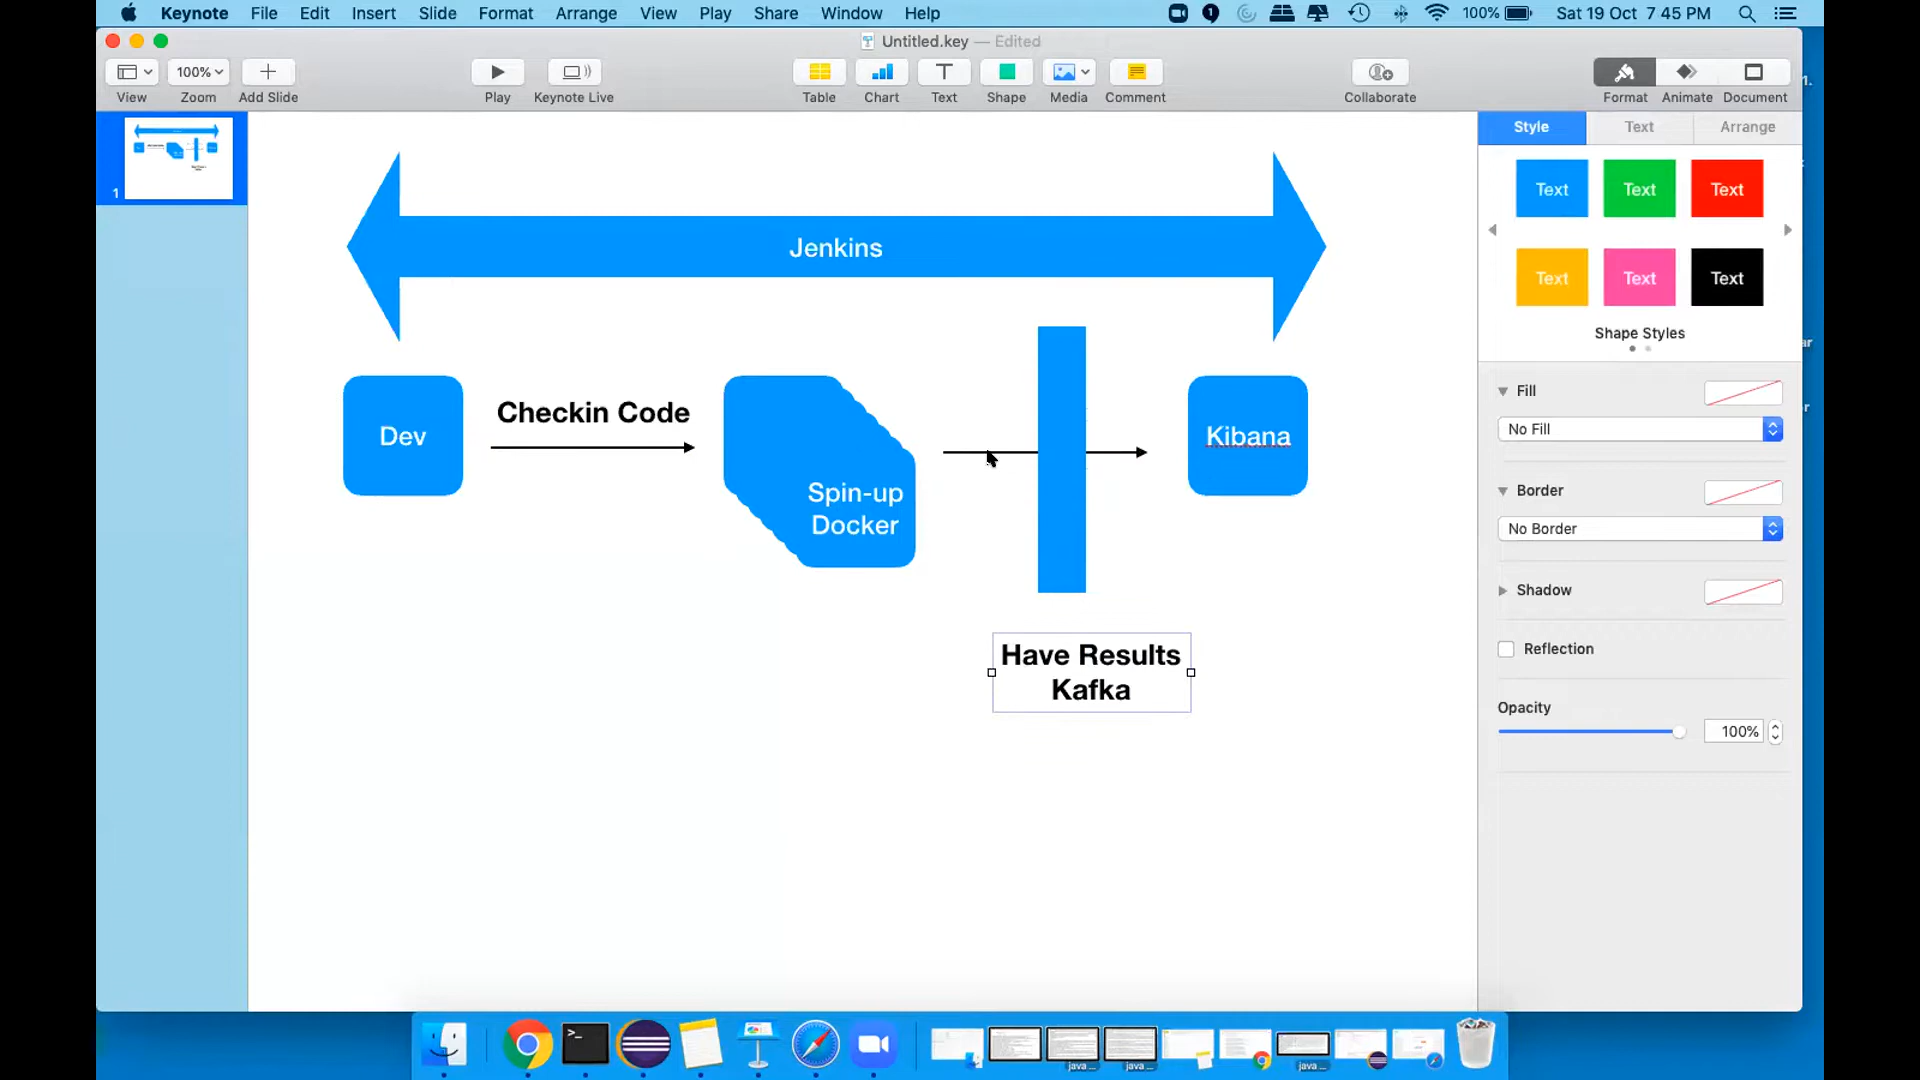 Keynote File Edit Insert Slide Format Arrange View Play Share Window Help
100% Sat 19 Oct 7:45 PM
Untitled.key — Edited
100%
View Zoom Add Slide Play Keynote Live Table Chart Text Shape Media Comment Collaborate Format Animate Document
1
Style Text Arrange
Text Text Text
Text Text Text
Shape Styles
Fill
No Fill
Border
No Border
Shadow
Reflection
Opacity
100%
Jenkins
Dev
Checkin Code
Spin-up
Docker
Kibana
Have Results
Kafka
java ...
java ...
java ...